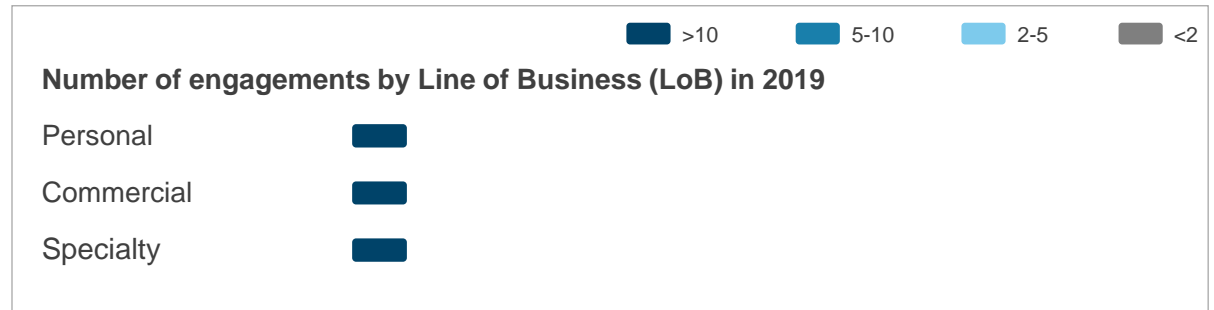 >10 5-10 2-5 <2
Number of engagements by Line of Business (LoB) in 2019
Personal
Commercial
Specialty